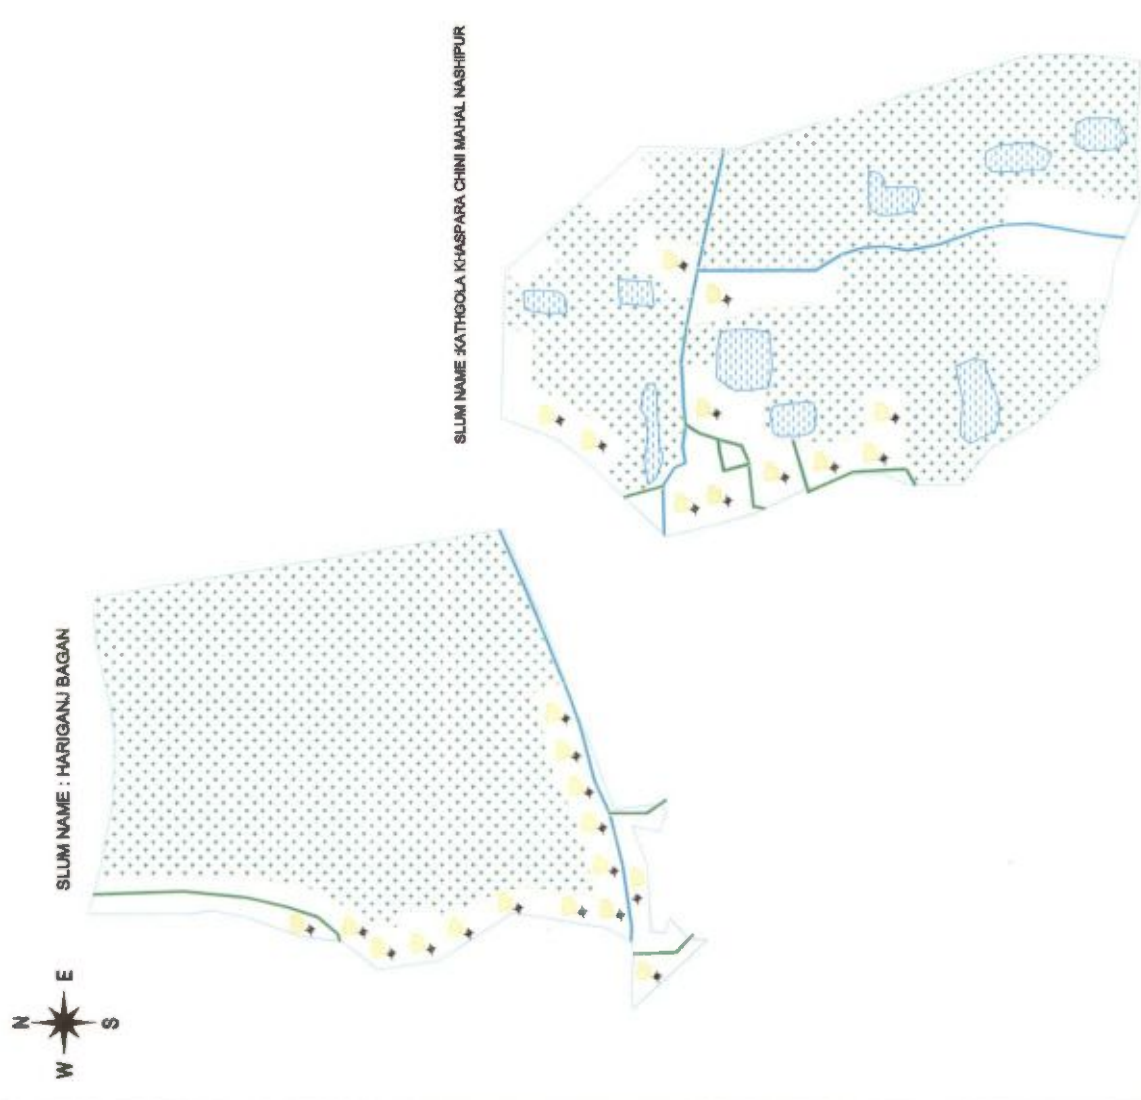 SLUM NAME :KATHGOLA KHASPARA CHINI MAHAL NASHIPUR
SLUM NAME : HARIGANJ BAGAN
N
W E
S